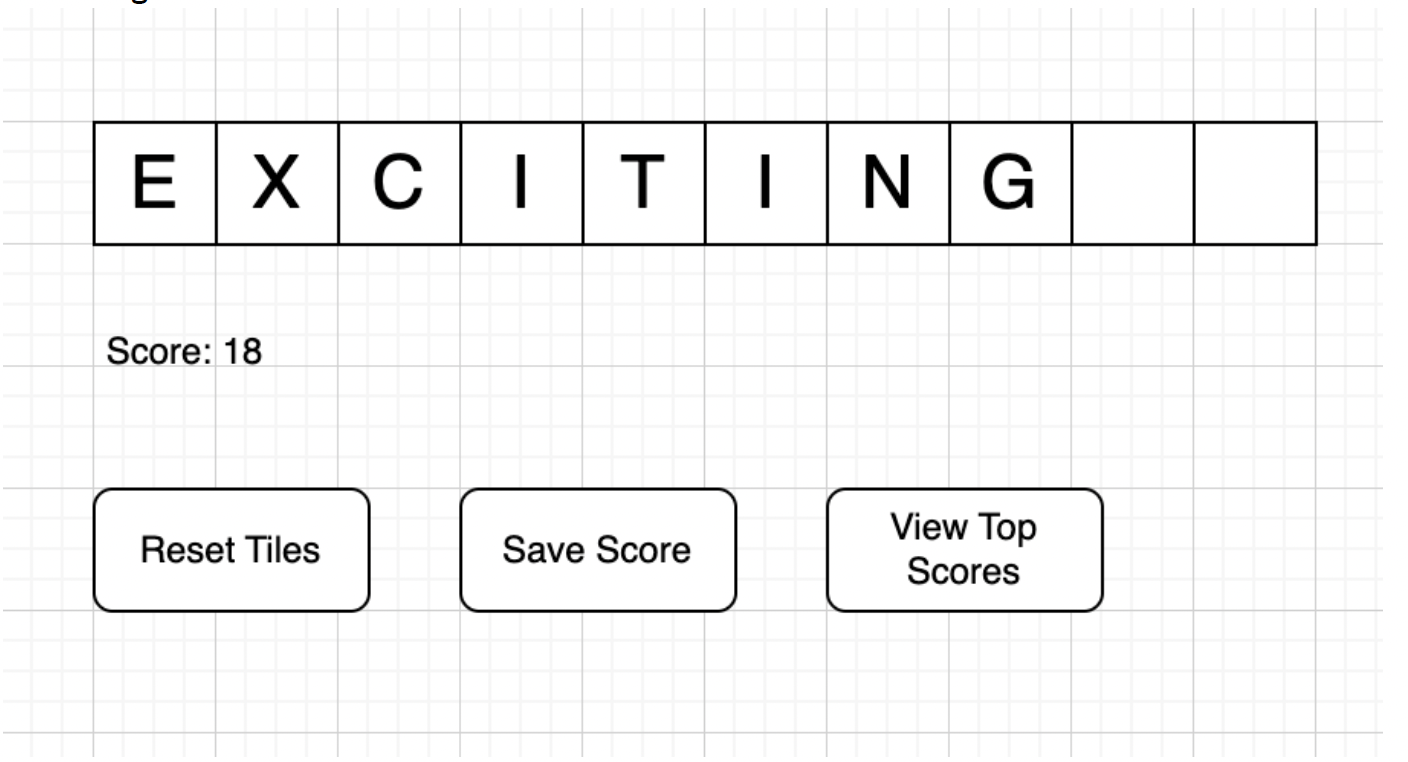 E X C I T I N G
Score: 18
Reset Tiles
Save Score
View Top
Scores